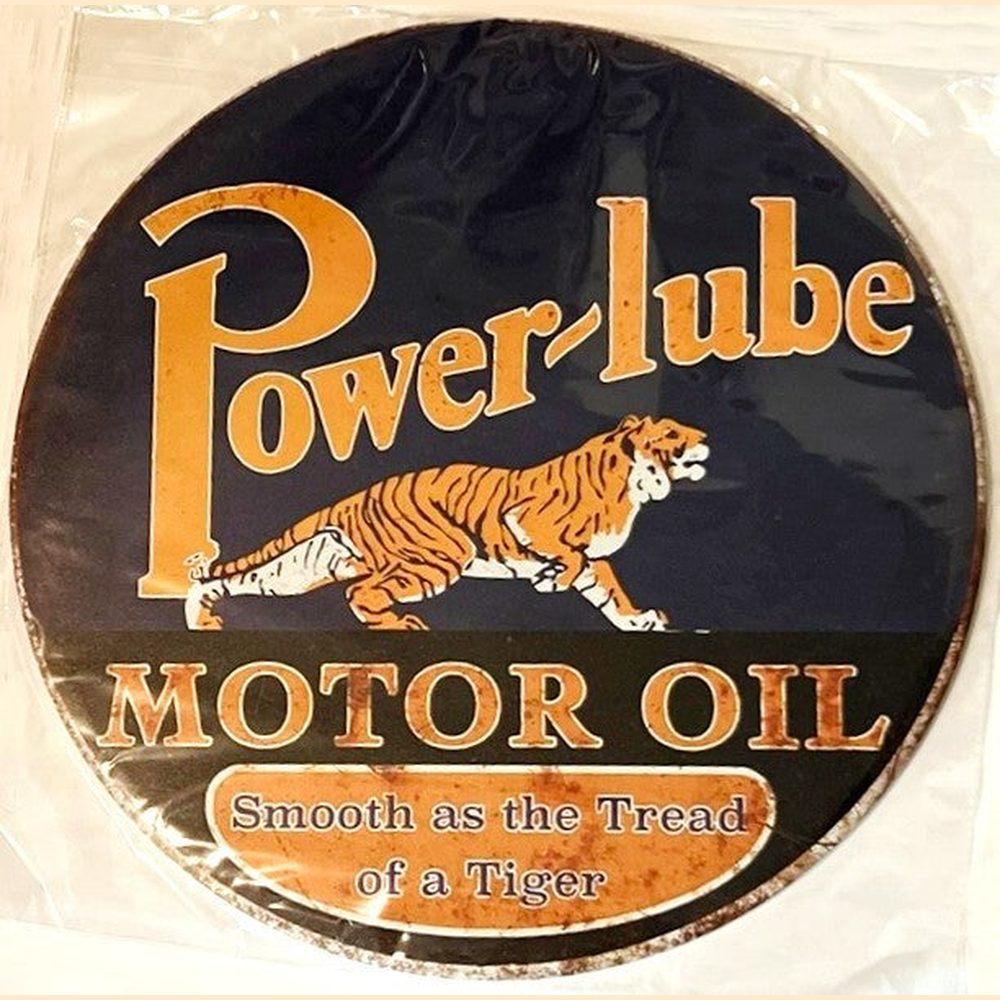 Power-lube
MOTOR OIL
Smooth as the Tread
of a Tiger